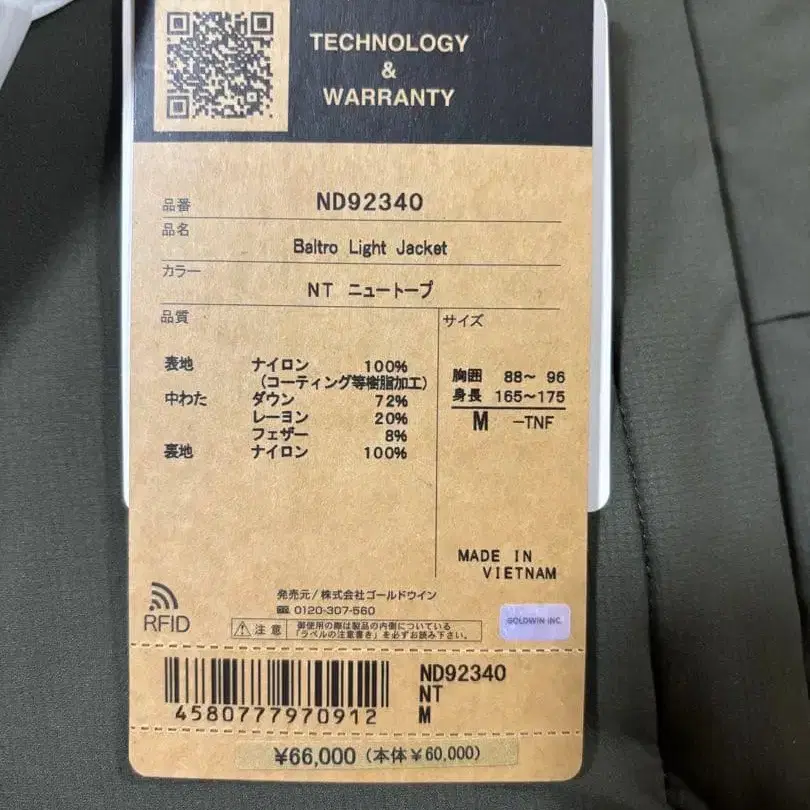 TECHNOLOGY
&
WARRANTY
品番 ND92340
品名
Baltro Light Jacket
カラー
NT ニュートープ
品質
サイズ
表地 ナイロン 100%
(コーティング等樹脂加工)
中わた ダウン 72%
レーヨン 20%
フェザー 8%
裏地 ナイロン 100%
胸囲 88～ 96
身長 165～175
M -TNF
MADE IN
VIETNAM
RFID
発売元/株式会社ゴールドウイン
0120-307-560
注意 御使用の際は製品の内側についている
「ラベルの注意書き」を必ずお読み下さい。
GOLDWIN INC.
4580777970912
ND92340
NT
M
¥66,000 (本体¥60,000)